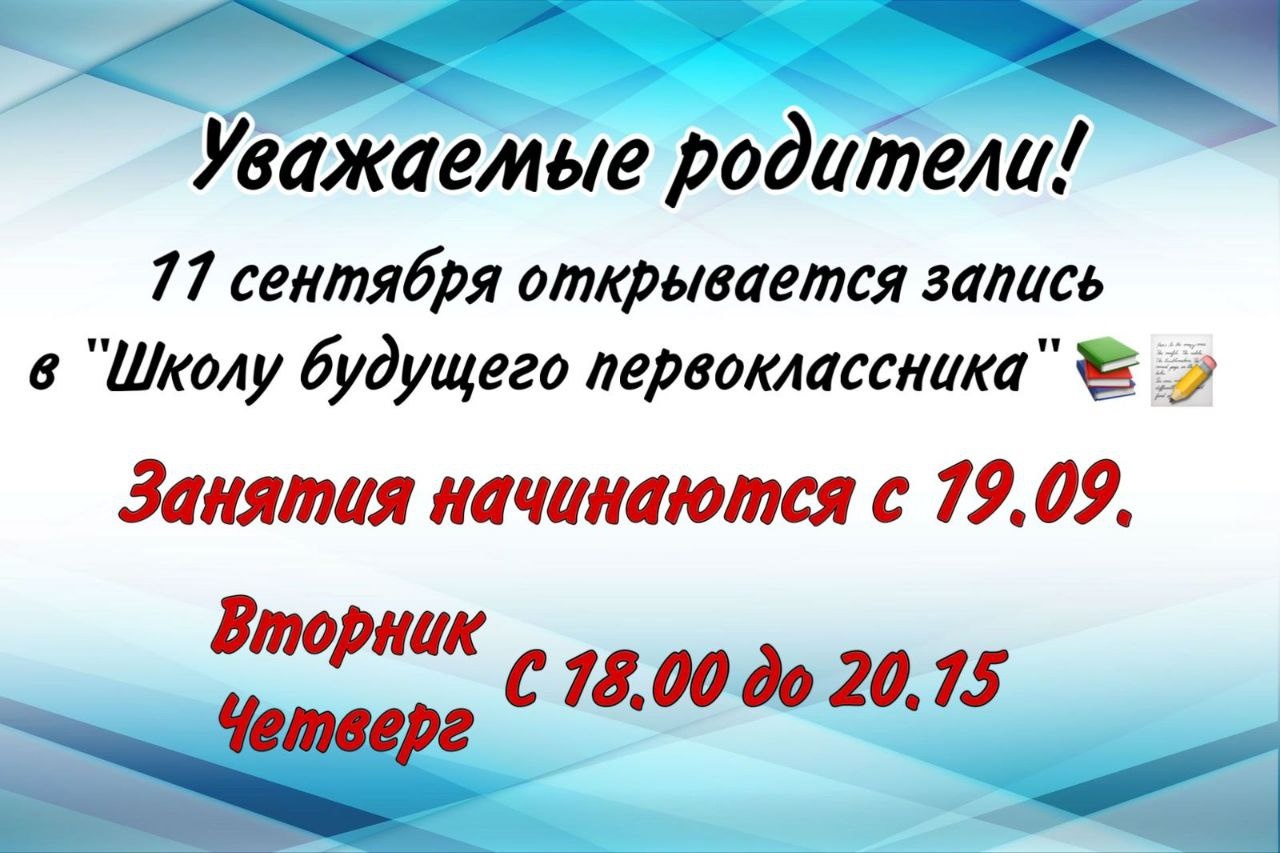 Уважаемые родители!
11 сентября открывается запись
в "Школу будущего первоклассника"
Занятия начинаются с 19.09.
Вторник
Четверг
С 18.00 до 20.15